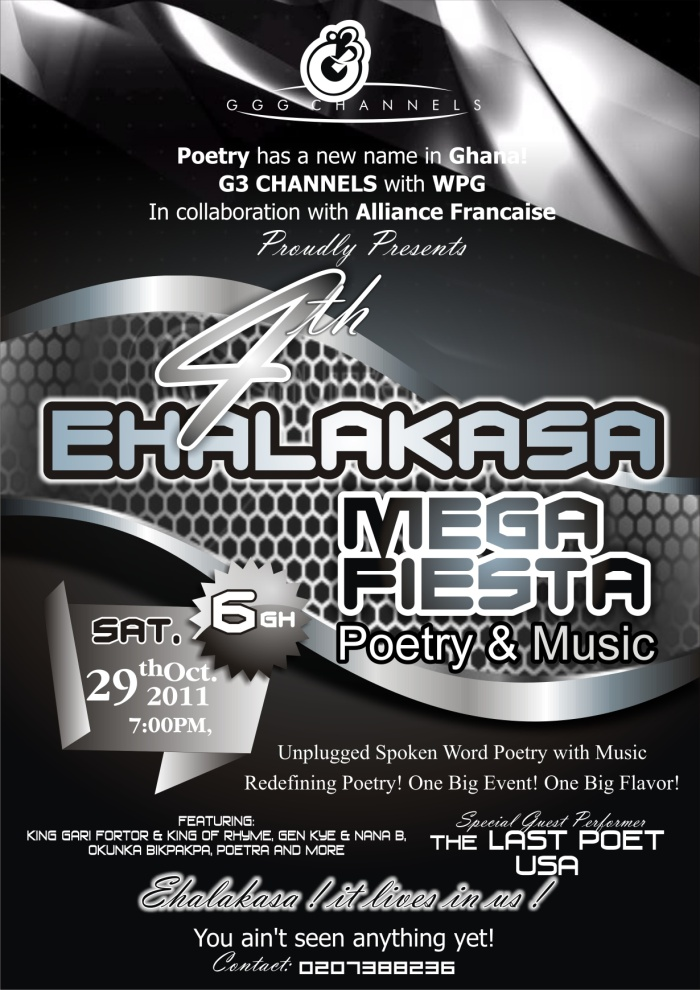 GGG CHANNELS
Poetry has a new name in Ghana!
G3 CHANNELS with WPG
In collaboration with Alliance Francaise
Proudly Presents
4th
EHALAKASA
MEGA
FIESTA
Poetry & Music
6GH
SAT.
29thOct.
2011
7:00PM,
Unplugged Spoken Word Poetry with Music
Redefining Poetry! One Big Event! One Big Flavor!
FEATURING:
KING GARI FORTOR & KING OF RHYME, GEN KYE & NANA B,
OKUNKA BIKPAKPA, POETRA AND MORE
Special Guest Performer
THE LAST POET
USA
Ehalakasa ! it lives in us !
You ain't seen anything yet!
Contact: 0207388236